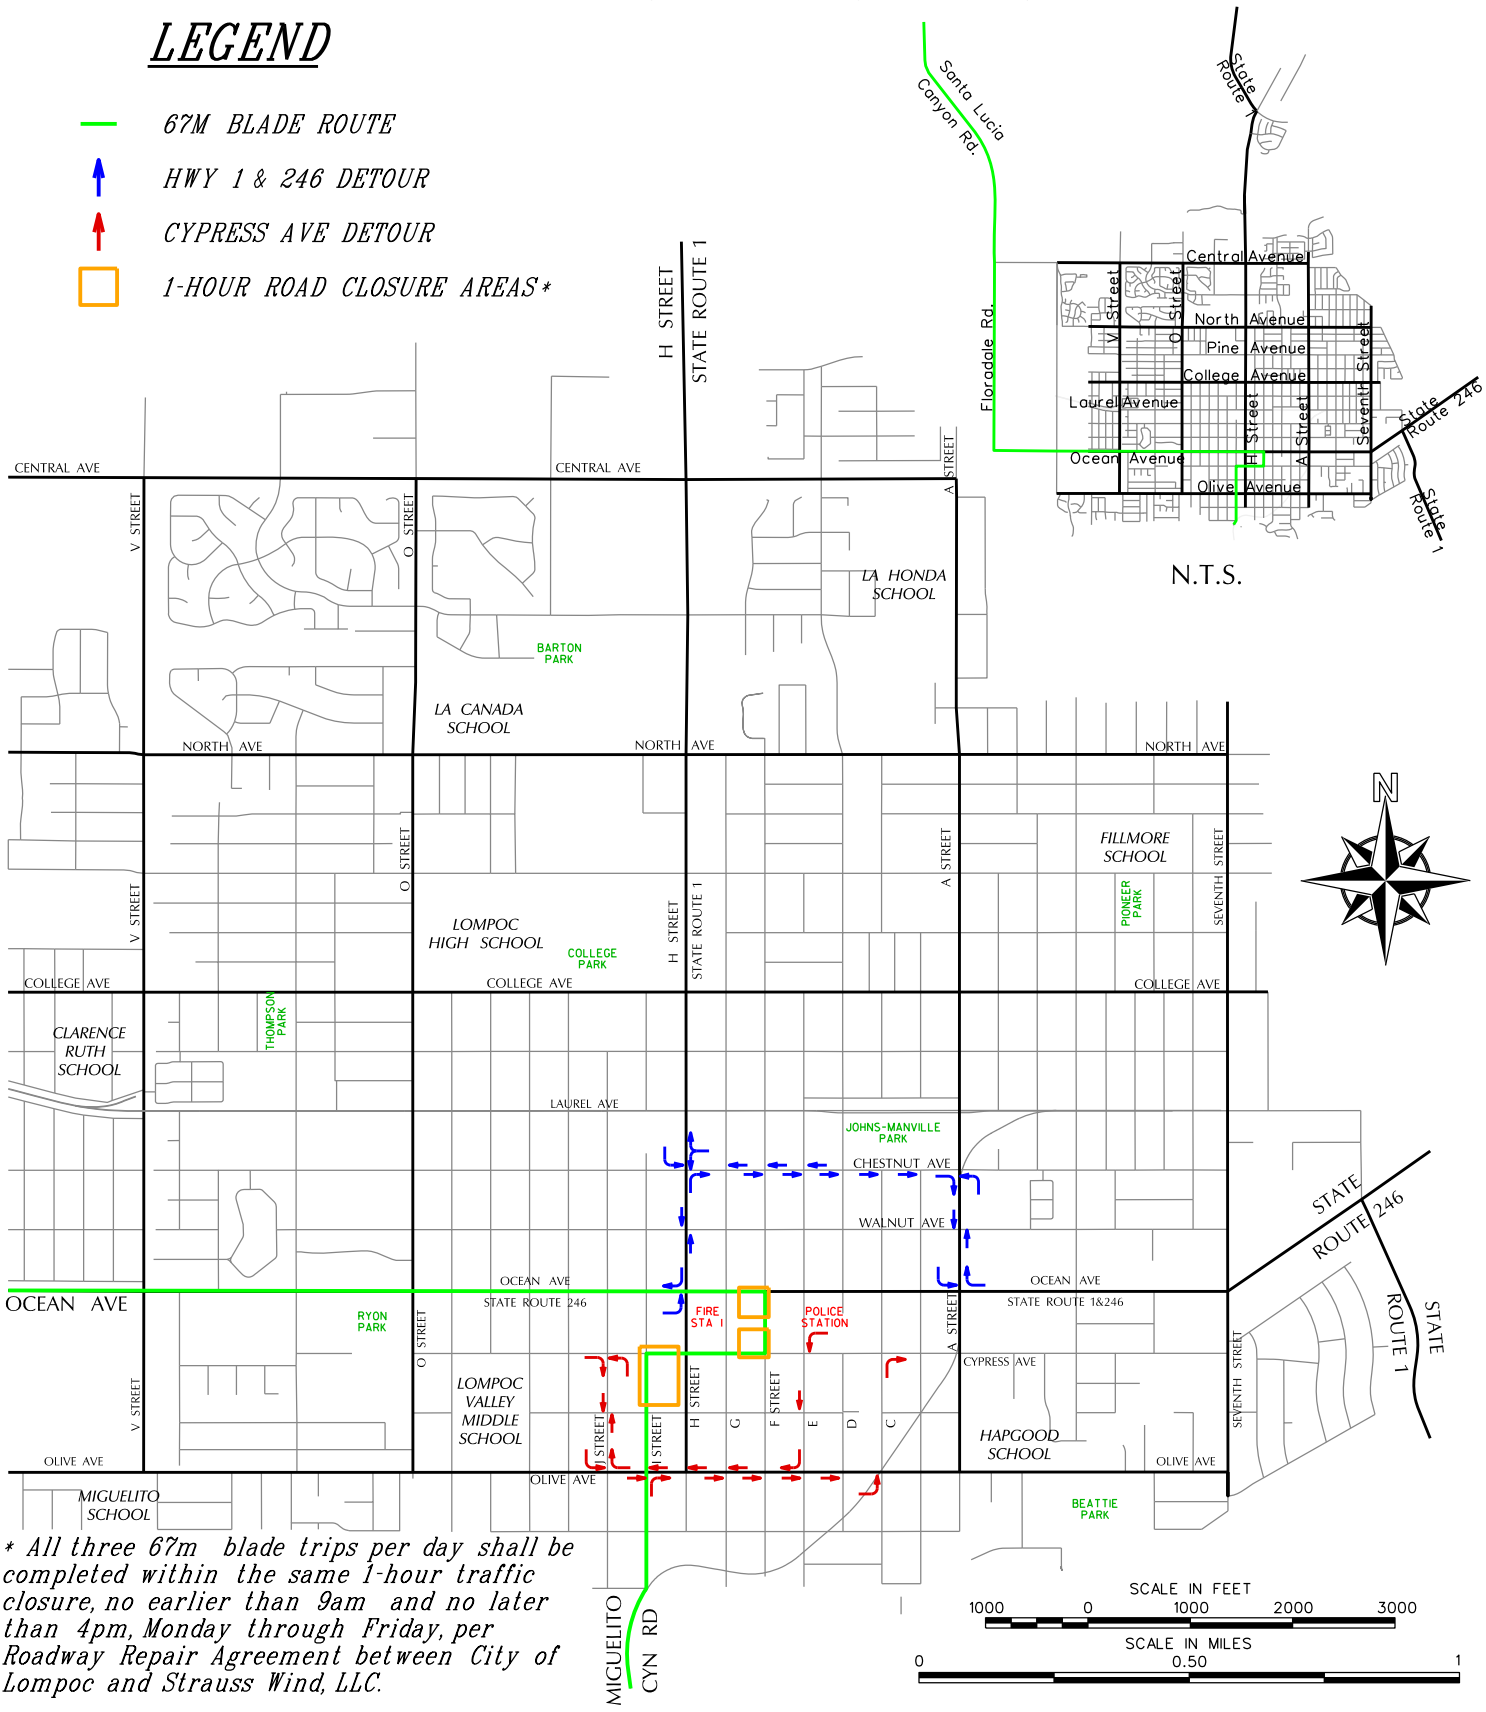 LEGEND
67M BLADE ROUTE
HWY 1 & 246 DETOUR
CYPRESS AVE DETOUR
1-HOUR ROAD CLOSURE AREAS*
Santa Lucia
Canyon Rd.
State
Route 1
Floradale Rd.
Central Avenue
V Street
O Street
North Avenue
Pine Avenue
College Avenue
Laurel Avenue
H Street
A Street
Seventh Street
State
Route 246
Ocean Avenue
Olive Avenue
State
Route 1
N.T.S.
H STREET
STATE ROUTE 1
CENTRAL AVE
CENTRAL AVE
A STREET
V STREET
O STREET
LA HONDA
SCHOOL
BARTON
PARK
LA CANADA
SCHOOL
NORTH AVE
NORTH AVE
NORTH AVE
N
V STREET
O STREET
A STREET
FILLMORE
SCHOOL
SEVENTH STREET
PIONEER
PARK
LOMPOC
HIGH SCHOOL
COLLEGE
PARK
H STREET
STATE ROUTE 1
COLLEGE AVE
COLLEGE AVE
COLLEGE AVE
THOMPSON
PARK
CLARENCE
RUTH
SCHOOL
LAUREL AVE
JOHNS-MANVILLE
PARK
CHESTNUT AVE
WALNUT AVE
STATE
ROUTE 246
OCEAN AVE
OCEAN AVE
OCEAN AVE
STATE ROUTE 246
STATE ROUTE 1&246
RYON
PARK
FIRE
STA 1
POLICE
STATION
O STREET
A STREET
CYPRESS AVE
STATE
ROUTE 1
V STREET
LOMPOC
VALLEY
MIDDLE
SCHOOL
J STREET
I STREET
H STREET
G
F STREET
E
D
C
SEVENTH STREET
HAPGOOD
SCHOOL
OLIVE AVE
OLIVE AVE
OLIVE AVE
MIGUELITO
SCHOOL
BEATTIE
PARK
* All three 67m blade trips per day shall be
completed within the same 1-hour traffic
closure, no earlier than 9am and no later
than 4pm, Monday through Friday, per
Roadway Repair Agreement between City of
Lompoc and Strauss Wind, LLC.
MIGUELITO
CYN RD
SCALE IN FEET
1000 0 1000 2000 3000
SCALE IN MILES
0 0.50 1